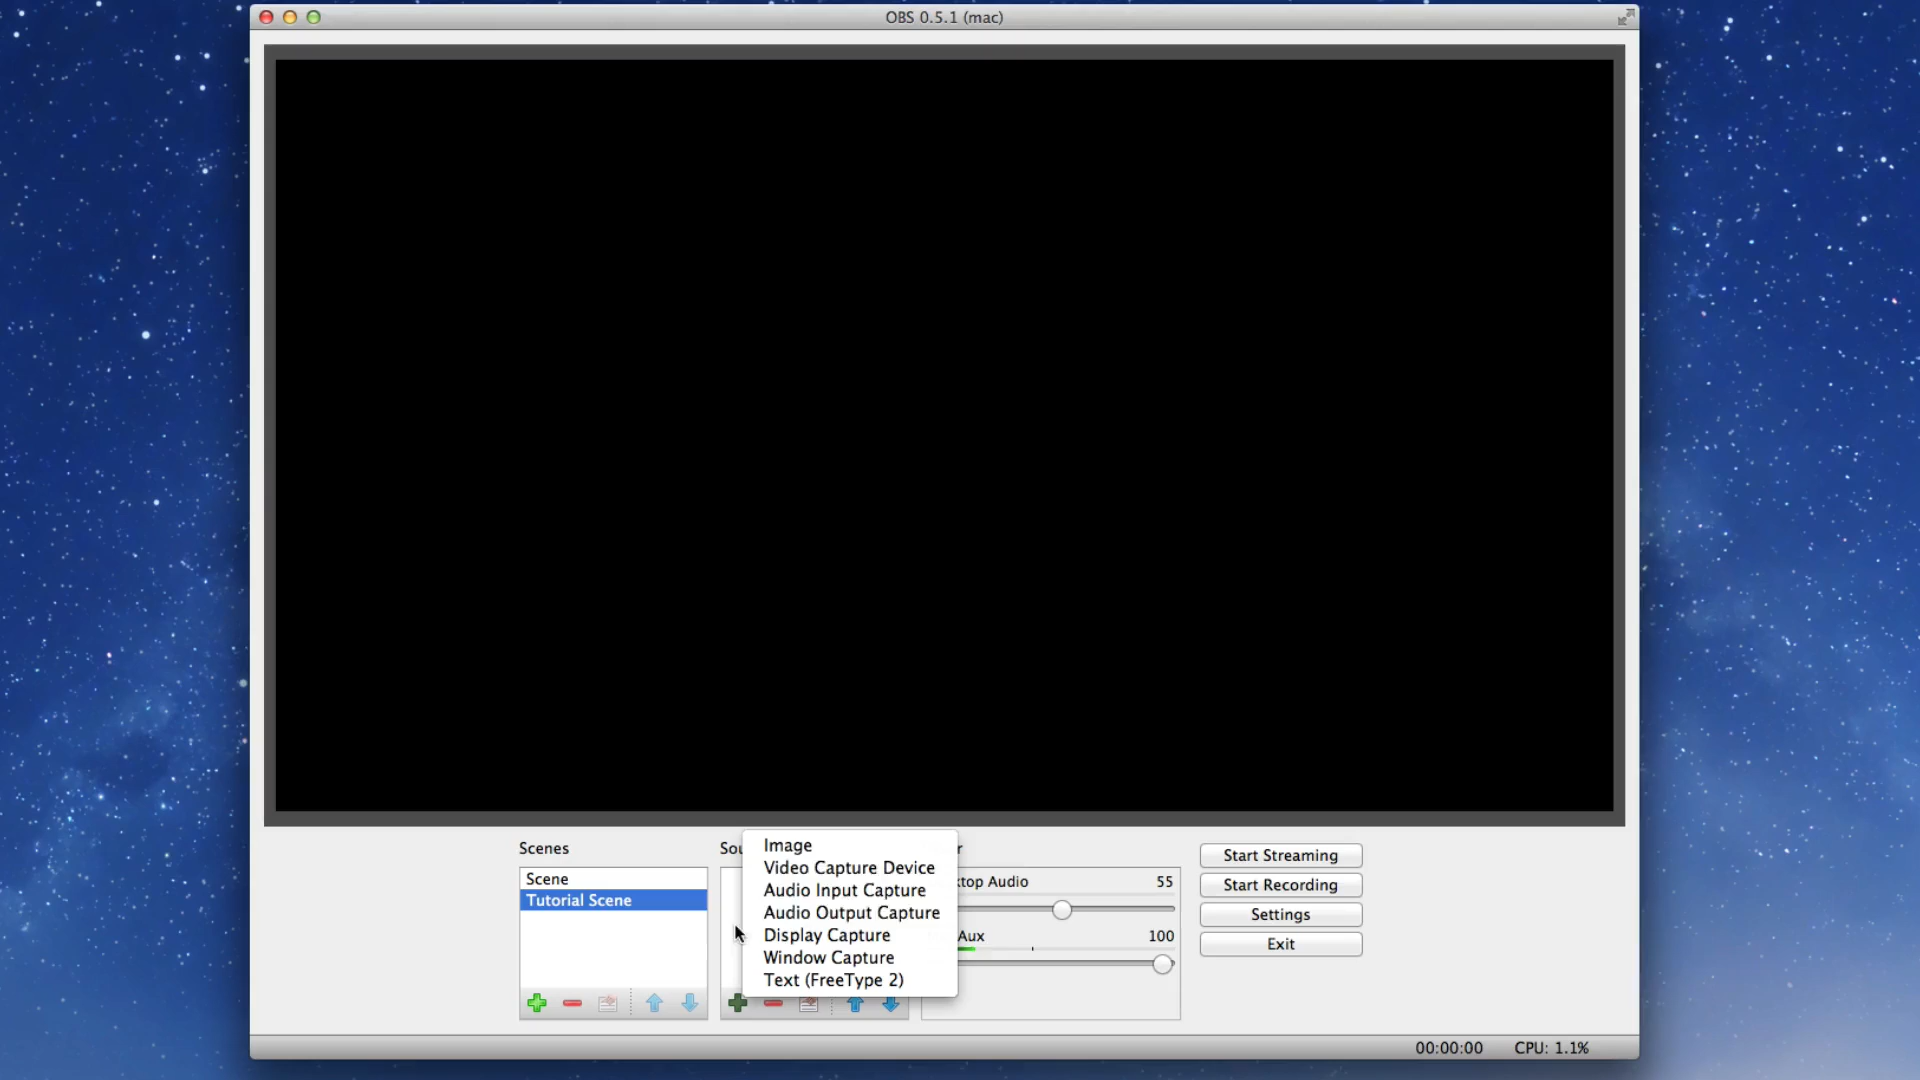 OBS 0.5.1 (mac)
Scenes
Scene
Tutorial Scene
Image
Video Capture Device
Audio Input Capture
Audio Output Capture
Display Capture
Window Capture
Text (FreeType 2)
Audio 55
Aux 100
Start Streaming
Start Recording
Settings
Exit
00:00:00 CPU: 1.1%